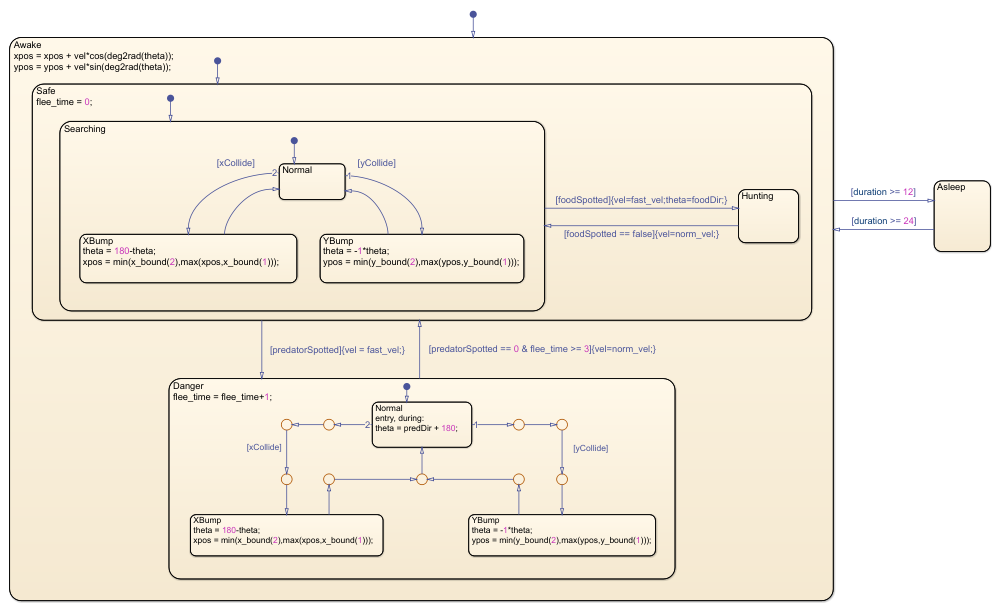 Awake
xpos = xpos + vel*cos(deg2rad(theta));
ypos = ypos + vel*sin(deg2rad(theta));
Safe
flee_time = 0;
Searching
[xCollide]
[yCollide]
2
Normal
1
XBump
theta = 180-theta;
xpos = min(x_bound(2),max(xpos,x_bound(1)));
YBump
theta = -1*theta;
ypos = min(y_bound(2),max(ypos,y_bound(1)));
[foodSpotted]{vel=fast_vel;theta=foodDir;}
[foodSpotted == false]{vel=norm_vel;}
Hunting
[duration >= 12]
[duration >= 24]
Asleep
[predatorSpotted]{vel = fast_vel;}
[predatorSpotted == 0 & flee_time >= 3]{vel=norm_vel;}
Danger
flee_time = flee_time+1;
Normal
entry, during:
theta = predDir + 180;
2
1
[xCollide]
[yCollide]
XBump
theta = 180-theta;
xpos = min(x_bound(2),max(xpos,x_bound(1)));
YBump
theta = -1*theta;
ypos = min(y_bound(2),max(ypos,y_bound(1)));